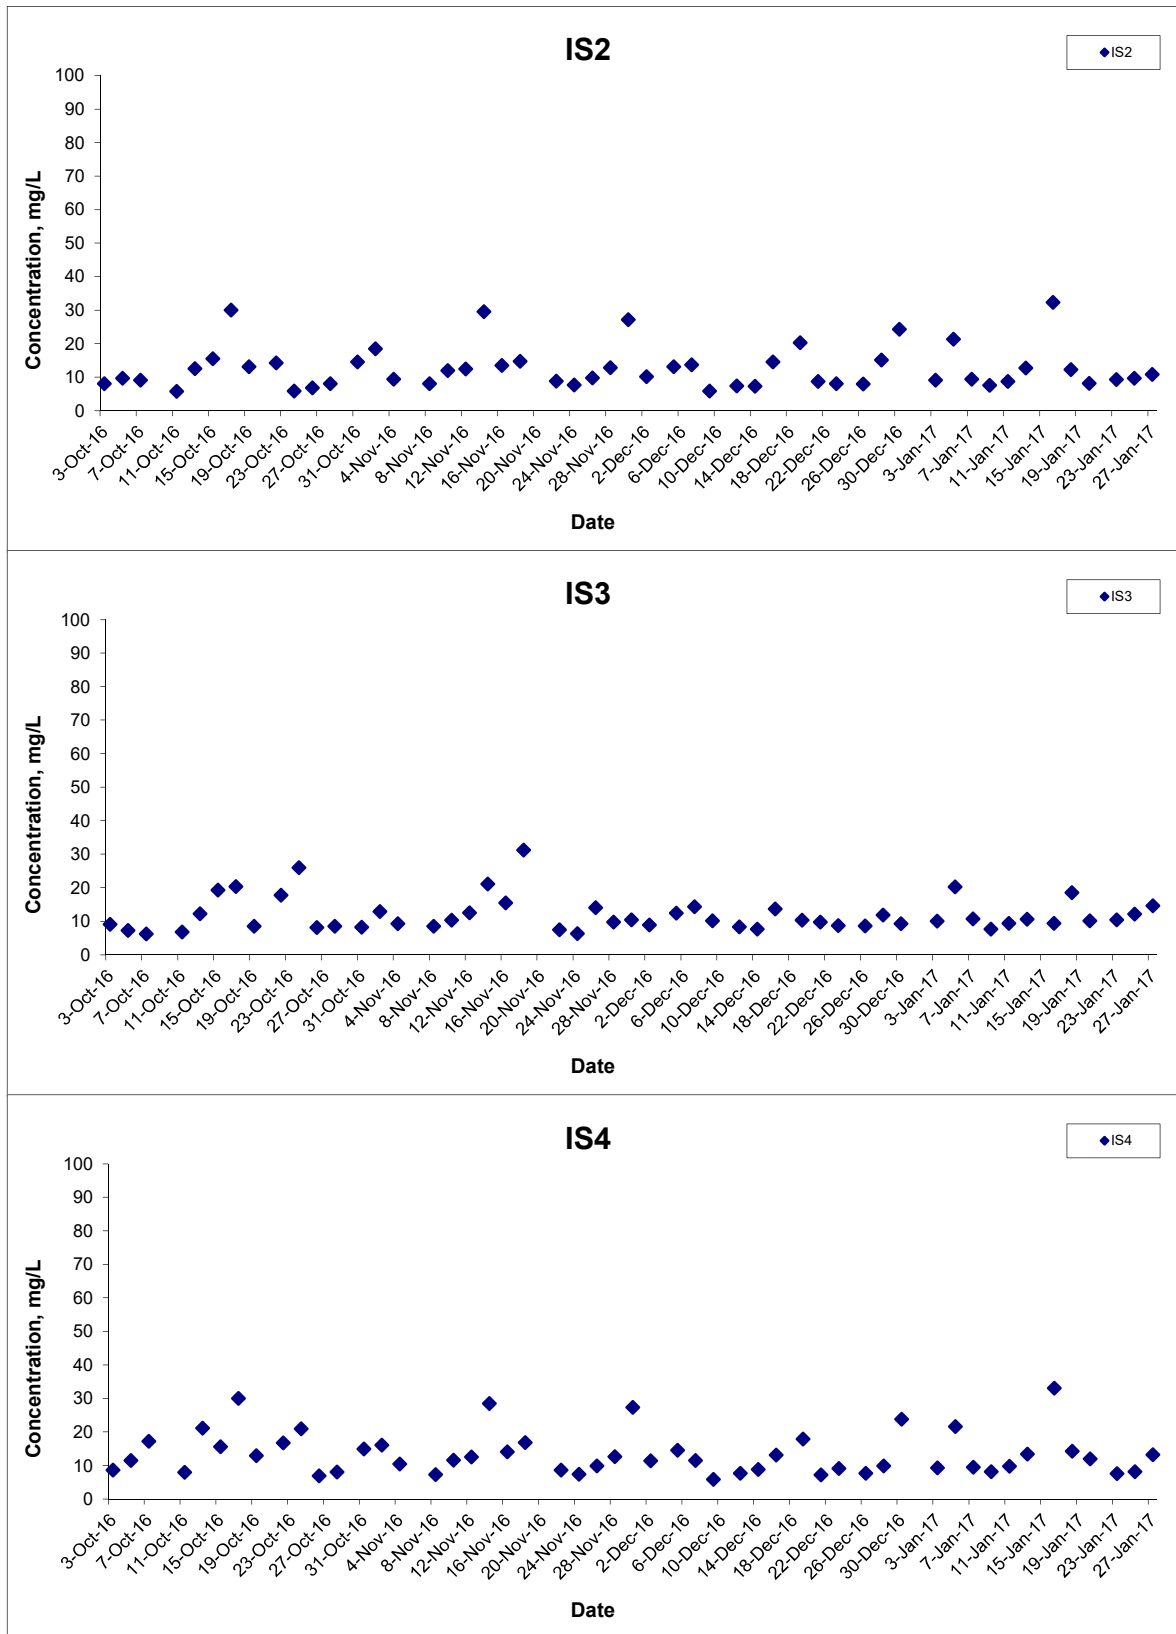 IS2
IS2
100
90
80
70
60
50
40
30
20
10
0
Concentration, mg/L
3-Oct-16
7-Oct-16
11-Oct-16
15-Oct-16
19-Oct-16
23-Oct-16
27-Oct-16
31-Oct-16
4-Nov-16
8-Nov-16
12-Nov-16
16-Nov-16
20-Nov-16
24-Nov-16
28-Nov-16
2-Dec-16
6-Dec-16
10-Dec-16
14-Dec-16
18-Dec-16
22-Dec-16
26-Dec-16
30-Dec-16
3-Jan-17
7-Jan-17
11-Jan-17
15-Jan-17
19-Jan-17
23-Jan-17
27-Jan-17
Date
IS3
IS3
100
90
80
70
60
50
40
30
20
10
0
Concentration, mg/L
3-Oct-16
7-Oct-16
11-Oct-16
15-Oct-16
19-Oct-16
23-Oct-16
27-Oct-16
31-Oct-16
4-Nov-16
8-Nov-16
12-Nov-16
16-Nov-16
20-Nov-16
24-Nov-16
28-Nov-16
2-Dec-16
6-Dec-16
10-Dec-16
14-Dec-16
18-Dec-16
22-Dec-16
26-Dec-16
30-Dec-16
3-Jan-17
7-Jan-17
11-Jan-17
15-Jan-17
19-Jan-17
23-Jan-17
27-Jan-17
Date
IS4
IS4
100
90
80
70
60
50
40
30
20
10
0
Concentration, mg/L
3-Oct-16
7-Oct-16
11-Oct-16
15-Oct-16
19-Oct-16
23-Oct-16
27-Oct-16
31-Oct-16
4-Nov-16
8-Nov-16
12-Nov-16
16-Nov-16
20-Nov-16
24-Nov-16
28-Nov-16
2-Dec-16
6-Dec-16
10-Dec-16
14-Dec-16
18-Dec-16
22-Dec-16
26-Dec-16
30-Dec-16
3-Jan-17
7-Jan-17
11-Jan-17
15-Jan-17
19-Jan-17
23-Jan-17
27-Jan-17
Date